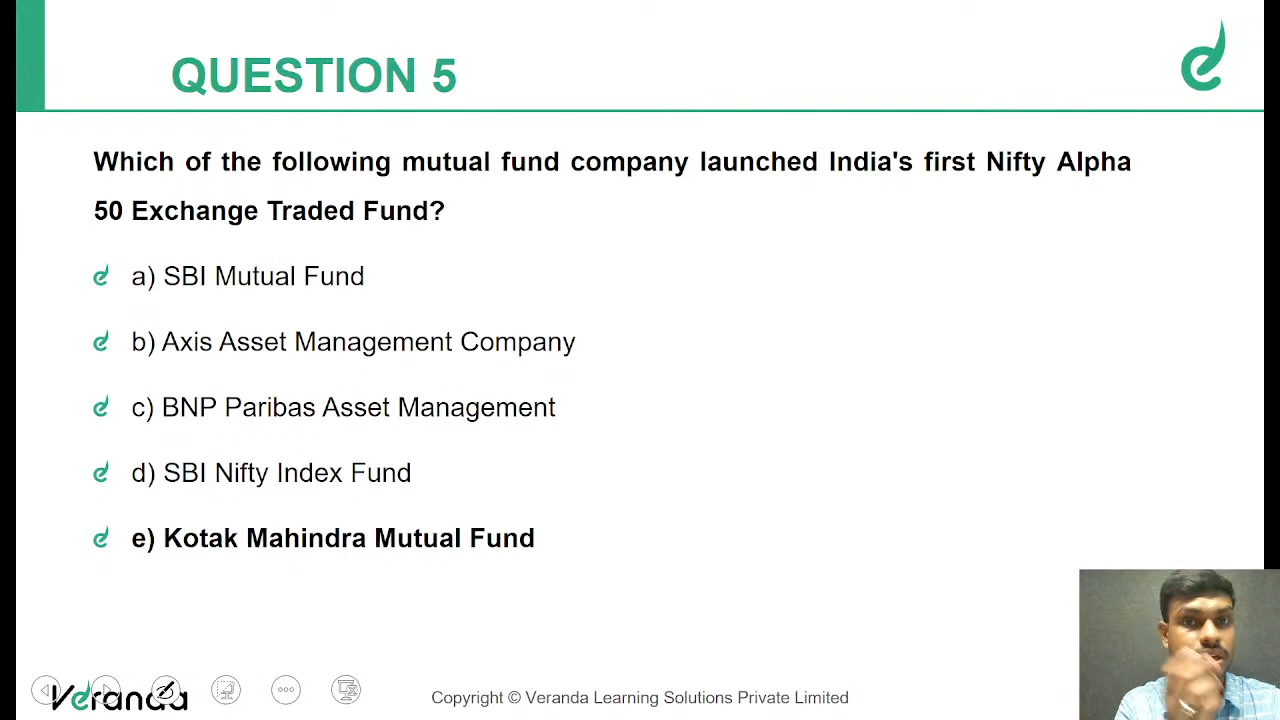 QUESTION 5
Which of the following mutual fund company launched India's first Nifty Alpha
50 Exchange Traded Fund?
a) SBI Mutual Fund
b) Axis Asset Management Company
c) BNP Paribas Asset Management
d) SBI Nifty Index Fund
e) Kotak Mahindra Mutual Fund
Veranda
Copyright © Veranda Learning Solutions Private Limited